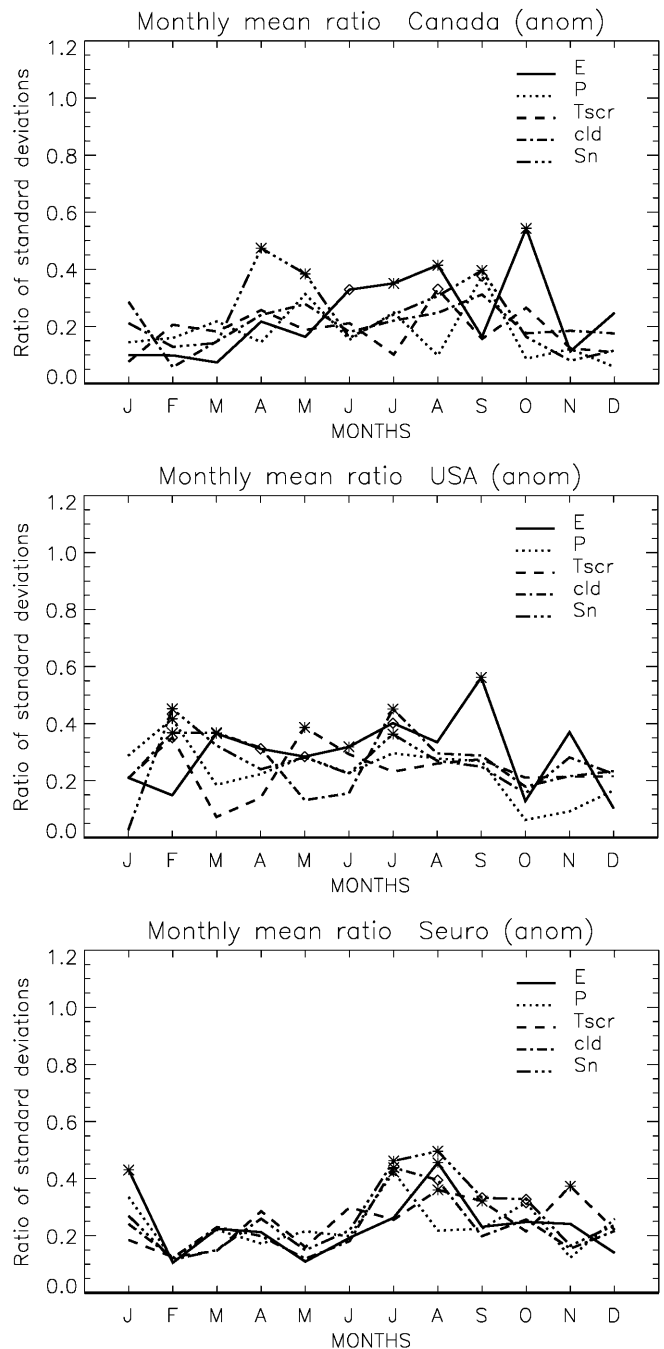 Monthly mean ratio Canada (anom)
Ratio of standard deviations
1.2
1.0
0.8
0.6
0.4
0.2
0.0
E
P
Tscr
cld
Sn
J F M A M J J A S O N D
MONTHS
Monthly mean ratio USA (anom)
Ratio of standard deviations
1.2
1.0
0.8
0.6
0.4
0.2
0.0
E
P
Tscr
cld
Sn
J F M A M J J A S O N D
MONTHS
Monthly mean ratio Seuro (anom)
Ratio of standard deviations
1.2
1.0
0.8
0.6
0.4
0.2
0.0
E
P
Tscr
cld
Sn
J F M A M J J A S O N D
MONTHS